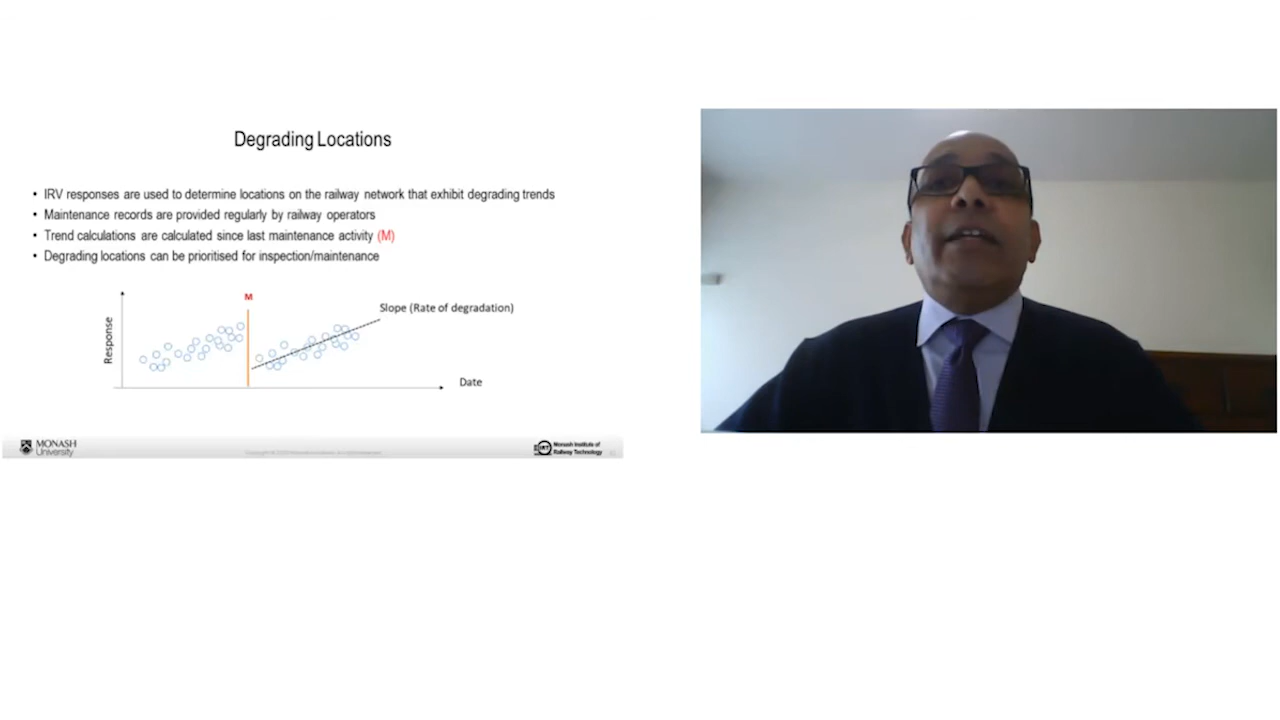 Degrading Locations
• IRV responses are used to determine locations on the railway network that exhibit degrading trends
• Maintenance records are provided regularly by railway operators
• Trend calculations are calculated since last maintenance activity (M)
• Degrading locations can be prioritised for inspection/maintenance
M
Slope (Rate of degradation)
Response
Date
MONASH
University
Monash Institute of
Railway Technology